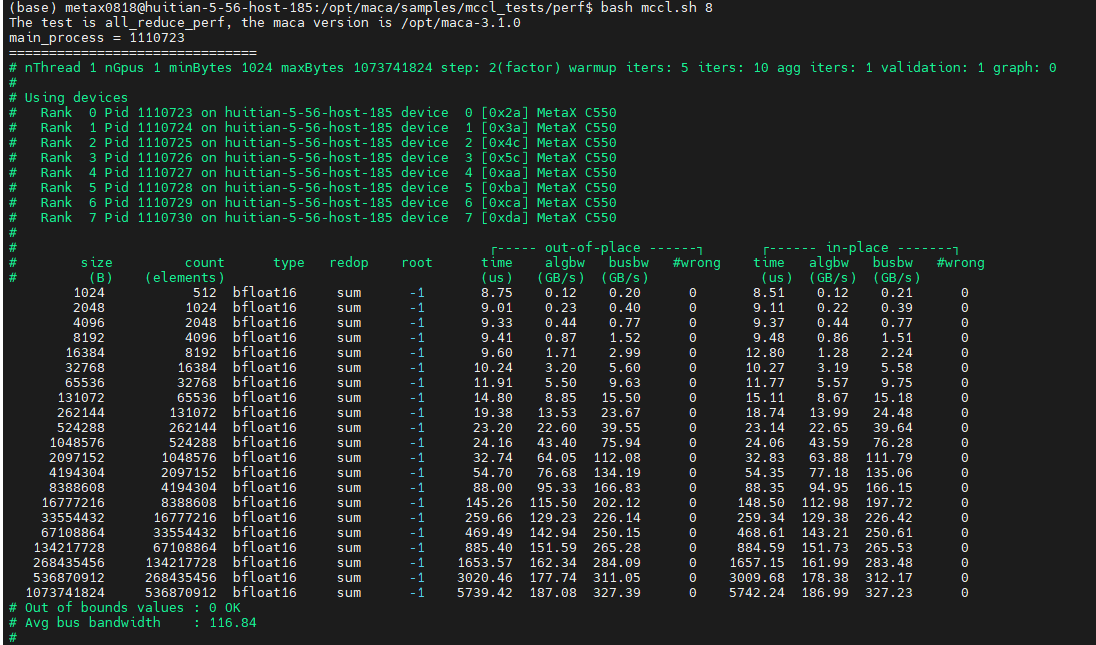 (base) metax0818@huitian-5-56-host-185:/opt/maca/samples/mccl_tests/perf$ bash mccl.sh 8
The test is all_reduce_perf, the maca version is /opt/maca-3.1.0
main_process = 1110723
===============================
# nThread 1 nGpus 1 minBytes 1024 maxBytes 1073741824 step: 2(factor) warmup iters: 5 iters: 10 agg iters: 1 validation: 1 graph: 0
#
# Using devices
#   Rank  0 Pid 1110723 on huitian-5-56-host-185 device  0 [0x2a] MetaX C550
#   Rank  1 Pid 1110724 on huitian-5-56-host-185 device  1 [0x3a] MetaX C550
#   Rank  2 Pid 1110725 on huitian-5-56-host-185 device  2 [0x4c] MetaX C550
#   Rank  3 Pid 1110726 on huitian-5-56-host-185 device  3 [0x5c] MetaX C550
#   Rank  4 Pid 1110727 on huitian-5-56-host-185 device  4 [0xaa] MetaX C550
#   Rank  5 Pid 1110728 on huitian-5-56-host-185 device  5 [0xba] MetaX C550
#   Rank  6 Pid 1110729 on huitian-5-56-host-185 device  6 [0xca] MetaX C550
#   Rank  7 Pid 1110730 on huitian-5-56-host-185 device  7 [0xda] MetaX C550
#
# ┌----- out-of-place ------┐ ┌------ in-place -------┐
# size count type redop root time algbw busbw #wrong time algbw busbw #wrong
# (B) (elements) (us) (GB/s) (GB/s) (us) (GB/s) (GB/s)
1024 512 bfloat16 sum -1 8.75 0.12 0.20 0 8.51 0.12 0.21 0
2048 1024 bfloat16 sum -1 9.01 0.23 0.40 0 9.11 0.22 0.39 0
4096 2048 bfloat16 sum -1 9.33 0.44 0.77 0 9.37 0.44 0.77 0
8192 4096 bfloat16 sum -1 9.41 0.87 1.52 0 9.48 0.86 1.51 0
16384 8192 bfloat16 sum -1 9.60 1.71 2.99 0 12.80 1.28 2.24 0
32768 16384 bfloat16 sum -1 10.24 3.20 5.60 0 10.27 3.19 5.58 0
65536 32768 bfloat16 sum -1 11.91 5.50 9.63 0 11.77 5.57 9.75 0
131072 65536 bfloat16 sum -1 14.80 8.85 15.50 0 15.11 8.67 15.18 0
262144 131072 bfloat16 sum -1 19.38 13.53 23.67 0 18.74 13.99 24.48 0
524288 262144 bfloat16 sum -1 23.20 22.60 39.55 0 23.14 22.65 39.64 0
1048576 524288 bfloat16 sum -1 24.16 43.40 75.94 0 24.06 43.59 76.28 0
2097152 1048576 bfloat16 sum -1 32.74 64.05 112.08 0 32.83 63.88 111.79 0
4194304 2097152 bfloat16 sum -1 54.70 76.68 134.19 0 54.35 77.18 135.06 0
8388608 4194304 bfloat16 sum -1 88.00 95.33 166.83 0 88.35 94.95 166.15 0
16777216 8388608 bfloat16 sum -1 145.26 115.50 202.12 0 148.50 112.98 197.72 0
33554432 16777216 bfloat16 sum -1 259.66 129.23 226.14 0 259.34 129.38 226.42 0
67108864 33554432 bfloat16 sum -1 469.49 142.94 250.15 0 468.61 143.21 250.61 0
134217728 67108864 bfloat16 sum -1 885.40 151.59 265.28 0 884.59 151.73 265.53 0
268435456 134217728 bfloat16 sum -1 1653.57 162.34 284.09 0 1657.15 161.99 283.48 0
536870912 268435456 bfloat16 sum -1 3020.46 177.74 311.05 0 3009.68 178.38 312.17 0
1073741824 536870912 bfloat16 sum -1 5739.42 187.08 327.39 0 5742.24 186.99 327.23 0
# Out of bounds values : 0 OK
# Avg bus bandwidth    : 116.84
#